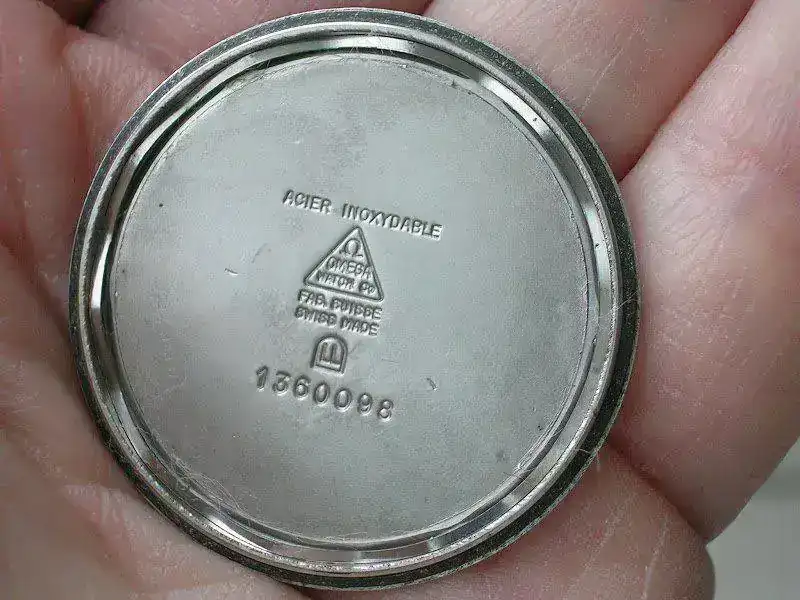 ACIER INOXYDABLE
Ω
OMEGA
WATCH Co
FAB. SUISSE
SWISS MADE
B
1360098